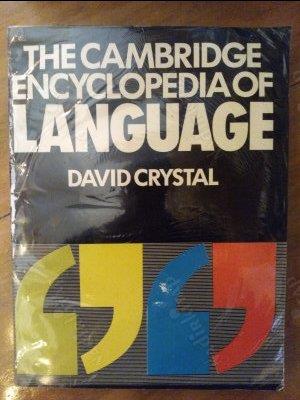 THE CAMBRIDGE
ENCYCLOPEDIA OF
LANGUAGE
DAVID CRYSTAL